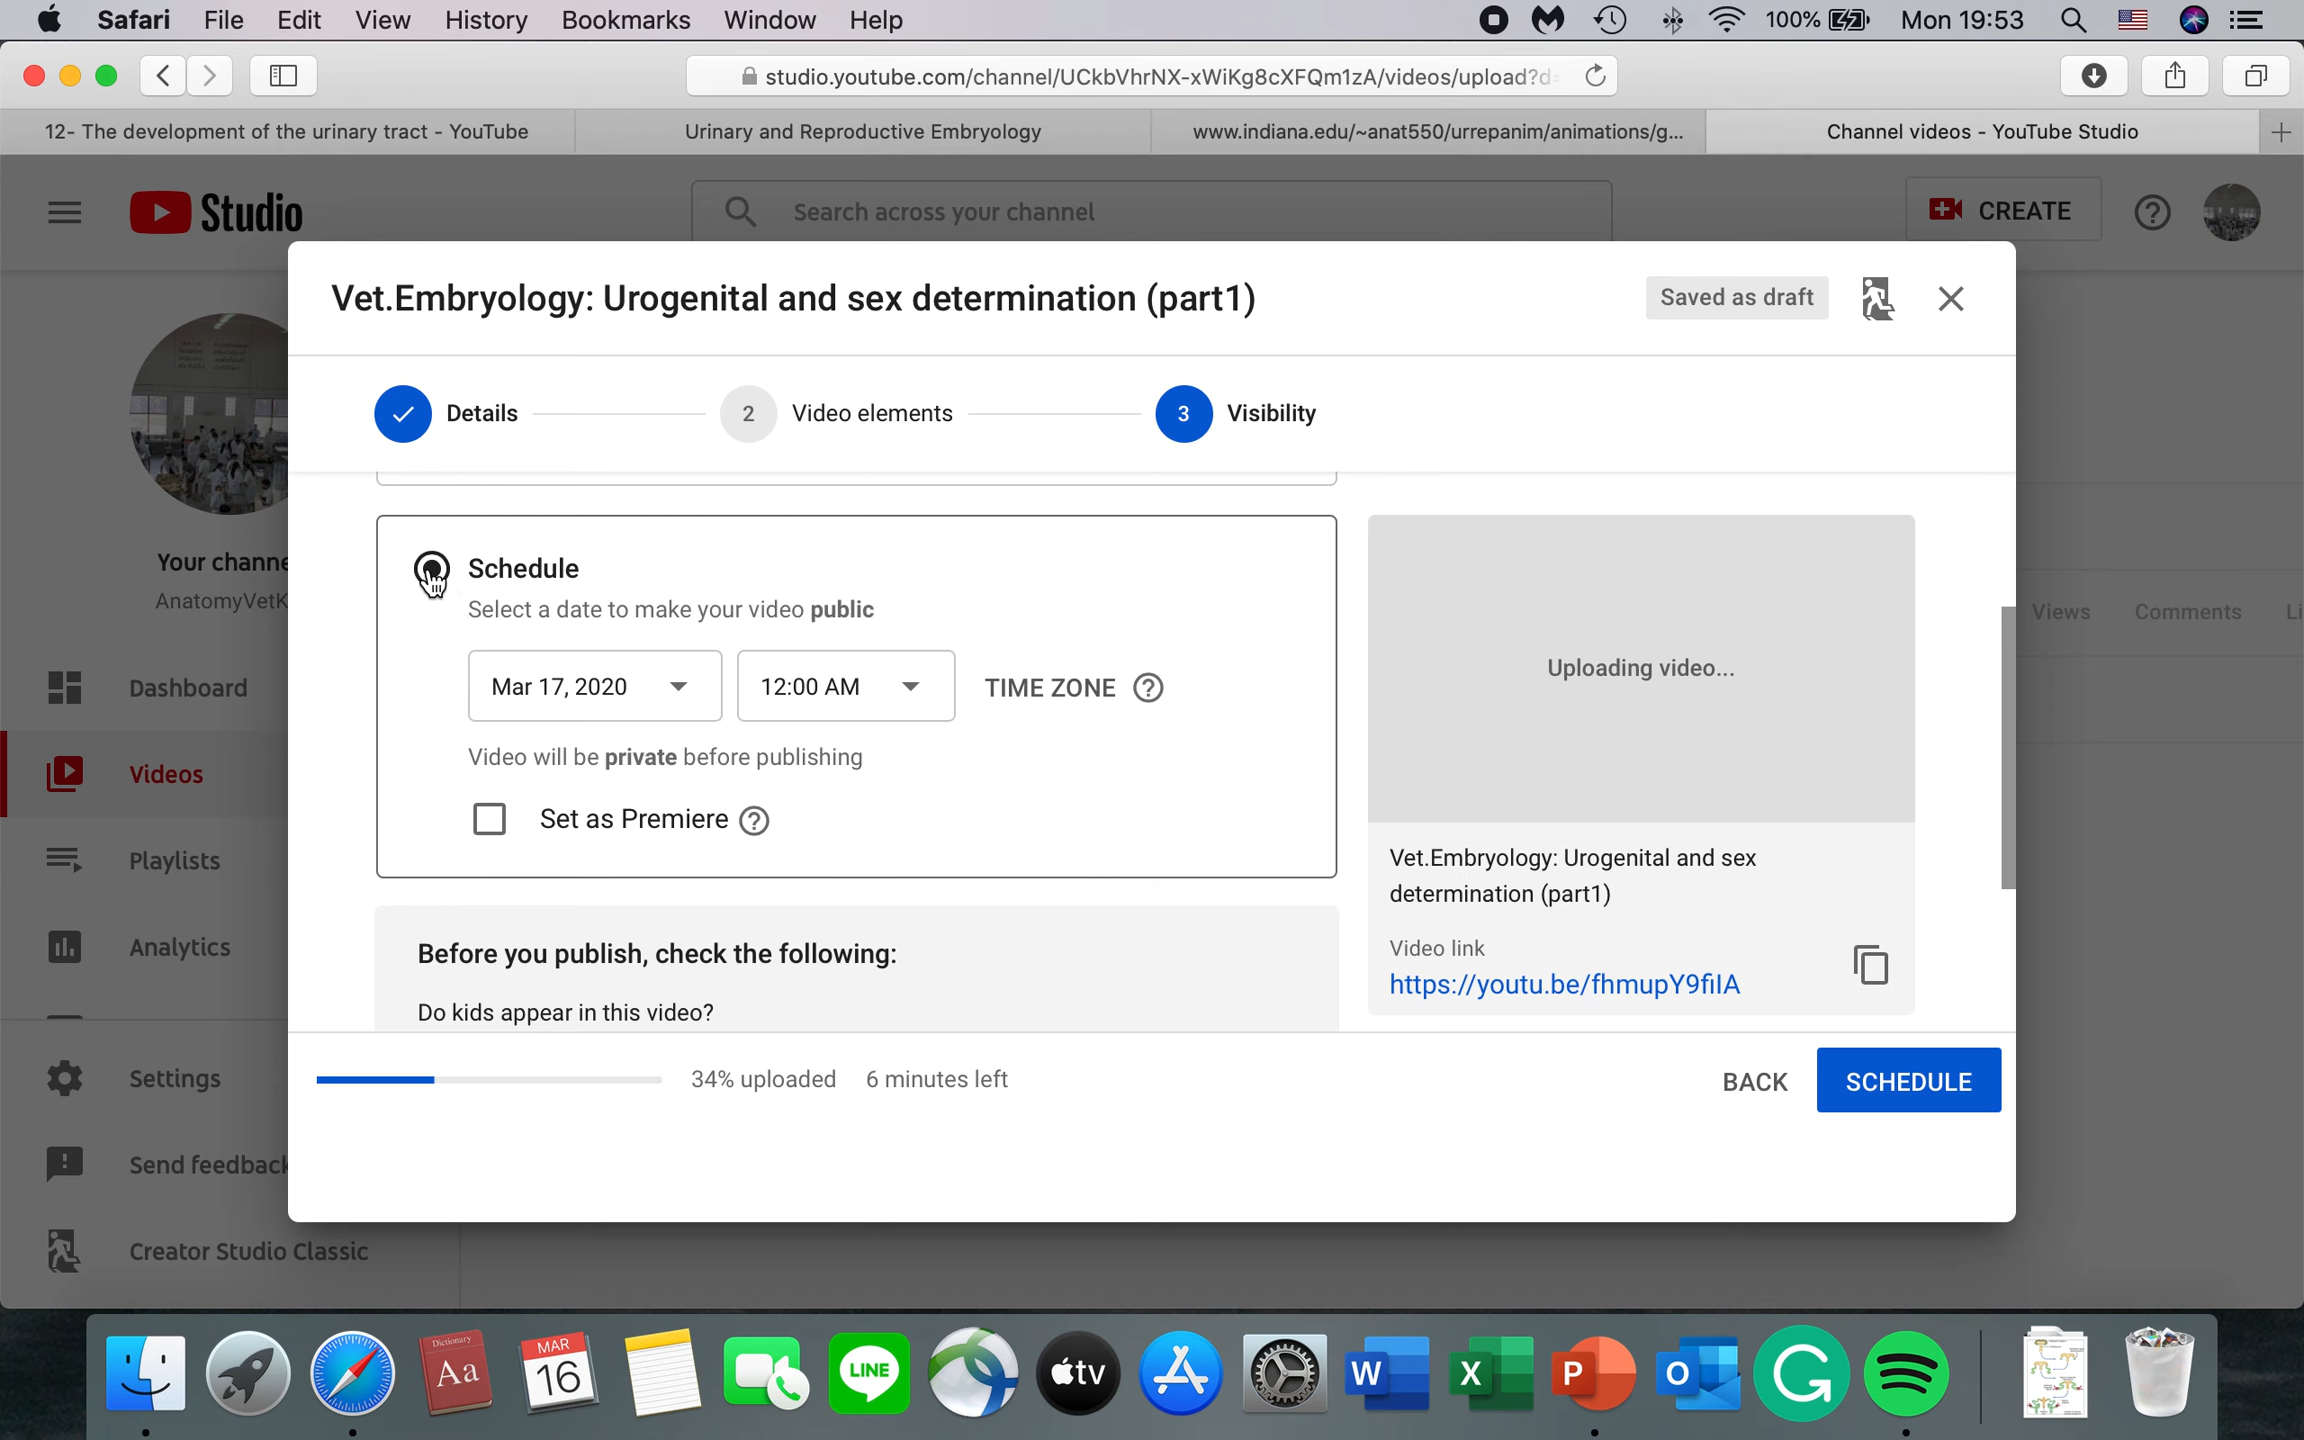 Safari File Edit View History Bookmarks Window Help 100% Mon 19:53
studio.youtube.com/channel/UCkbVhrNX-xWiKg8cXFQm1zA/videos/upload?d=
12- The development of the urinary tract - YouTube Urinary and Reproductive Embryology www.indiana.edu/~anat550/urrepanim/animations/g... Channel videos - YouTube Studio
Studio Search across your channel CREATE
Vet.Embryology: Urogenital and sex determination (part1) Saved as draft
Details 2 Video elements 3 Visibility
Your channe
AnatomyVetK
Dashboard
Videos
Playlists
Analytics
Settings
Send feedback
Creator Studio Classic
Schedule
Select a date to make your video public
Mar 17, 2020 12:00 AM TIME ZONE
Video will be private before publishing
Set as Premiere
Before you publish, check the following:
Do kids appear in this video?
Uploading video...
Vet.Embryology: Urogenital and sex
determination (part1)
Video link
https://youtu.be/fhmupY9fiIA
Views Comments Li
34% uploaded 6 minutes left BACK SCHEDULE
Dictionary
Aa
MAR
16
LINE
tv
W
X
P
O
G